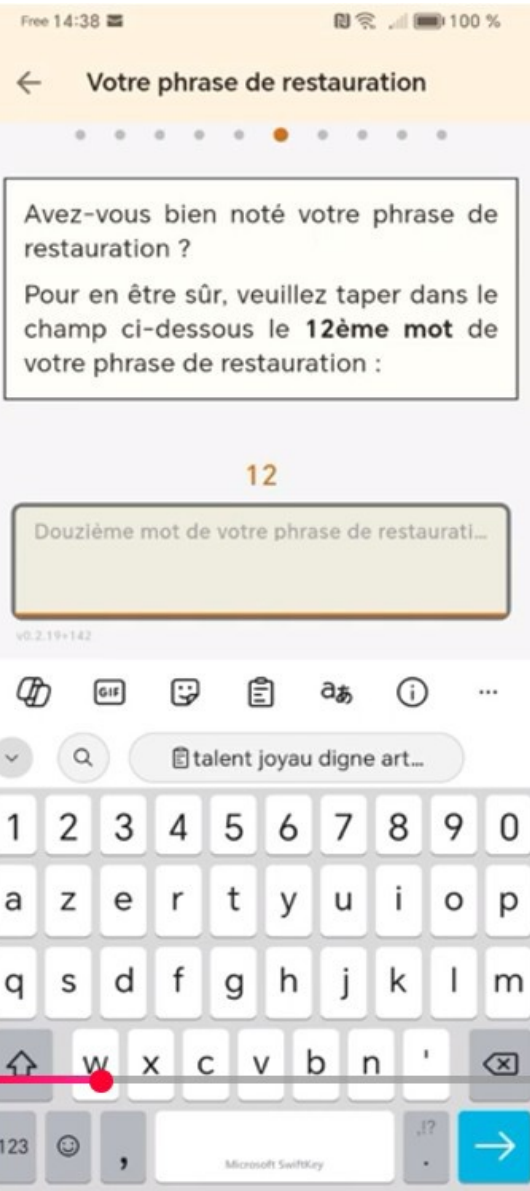 Free 14:38 100 %
Votre phrase de restauration
Avez-vous bien noté votre phrase de
restauration ?
Pour en être sûr, veuillez taper dans le
champ ci-dessous le 12ème mot de
votre phrase de restauration :
12
Douzième mot de votre phrase de restaurati...
v0.2.19+142
GIF aあ ...
talent joyau digne art...
1 2 3 4 5 6 7 8 9 0
a z e r t y u i o p
q s d f g h j k l m
w x c v b n '
123 , Microsoft SwiftKey ,!? .